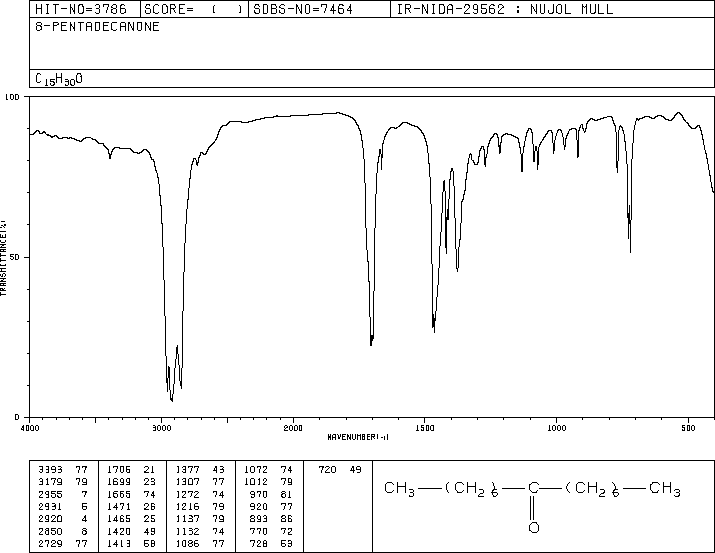 HIT-NO=3786 SCORE= ( ) SDBS-NO=7464 IR-NIDA-29562 : NUJOL MULL
8-PENTADECANONE
C15H30O
100
50
0
TRANSMITTANCE(%)
4000 3000 2000 1500 1000 500
WAVENUMBER(-1)
3393 77 1706 21 1377 43 1072 74 720 49
3179 79 1699 23 1307 77 1012 79
2955 7 1665 74 1272 74 970 81
2931 6 1471 26 1216 79 920 77
2920 4 1465 25 1137 79 893 86
2850 8 1420 49 1132 74 770 72
2729 77 1413 68 1086 77 728 53
CH3—(CH2)6—C—(CH2)6—CH3
O